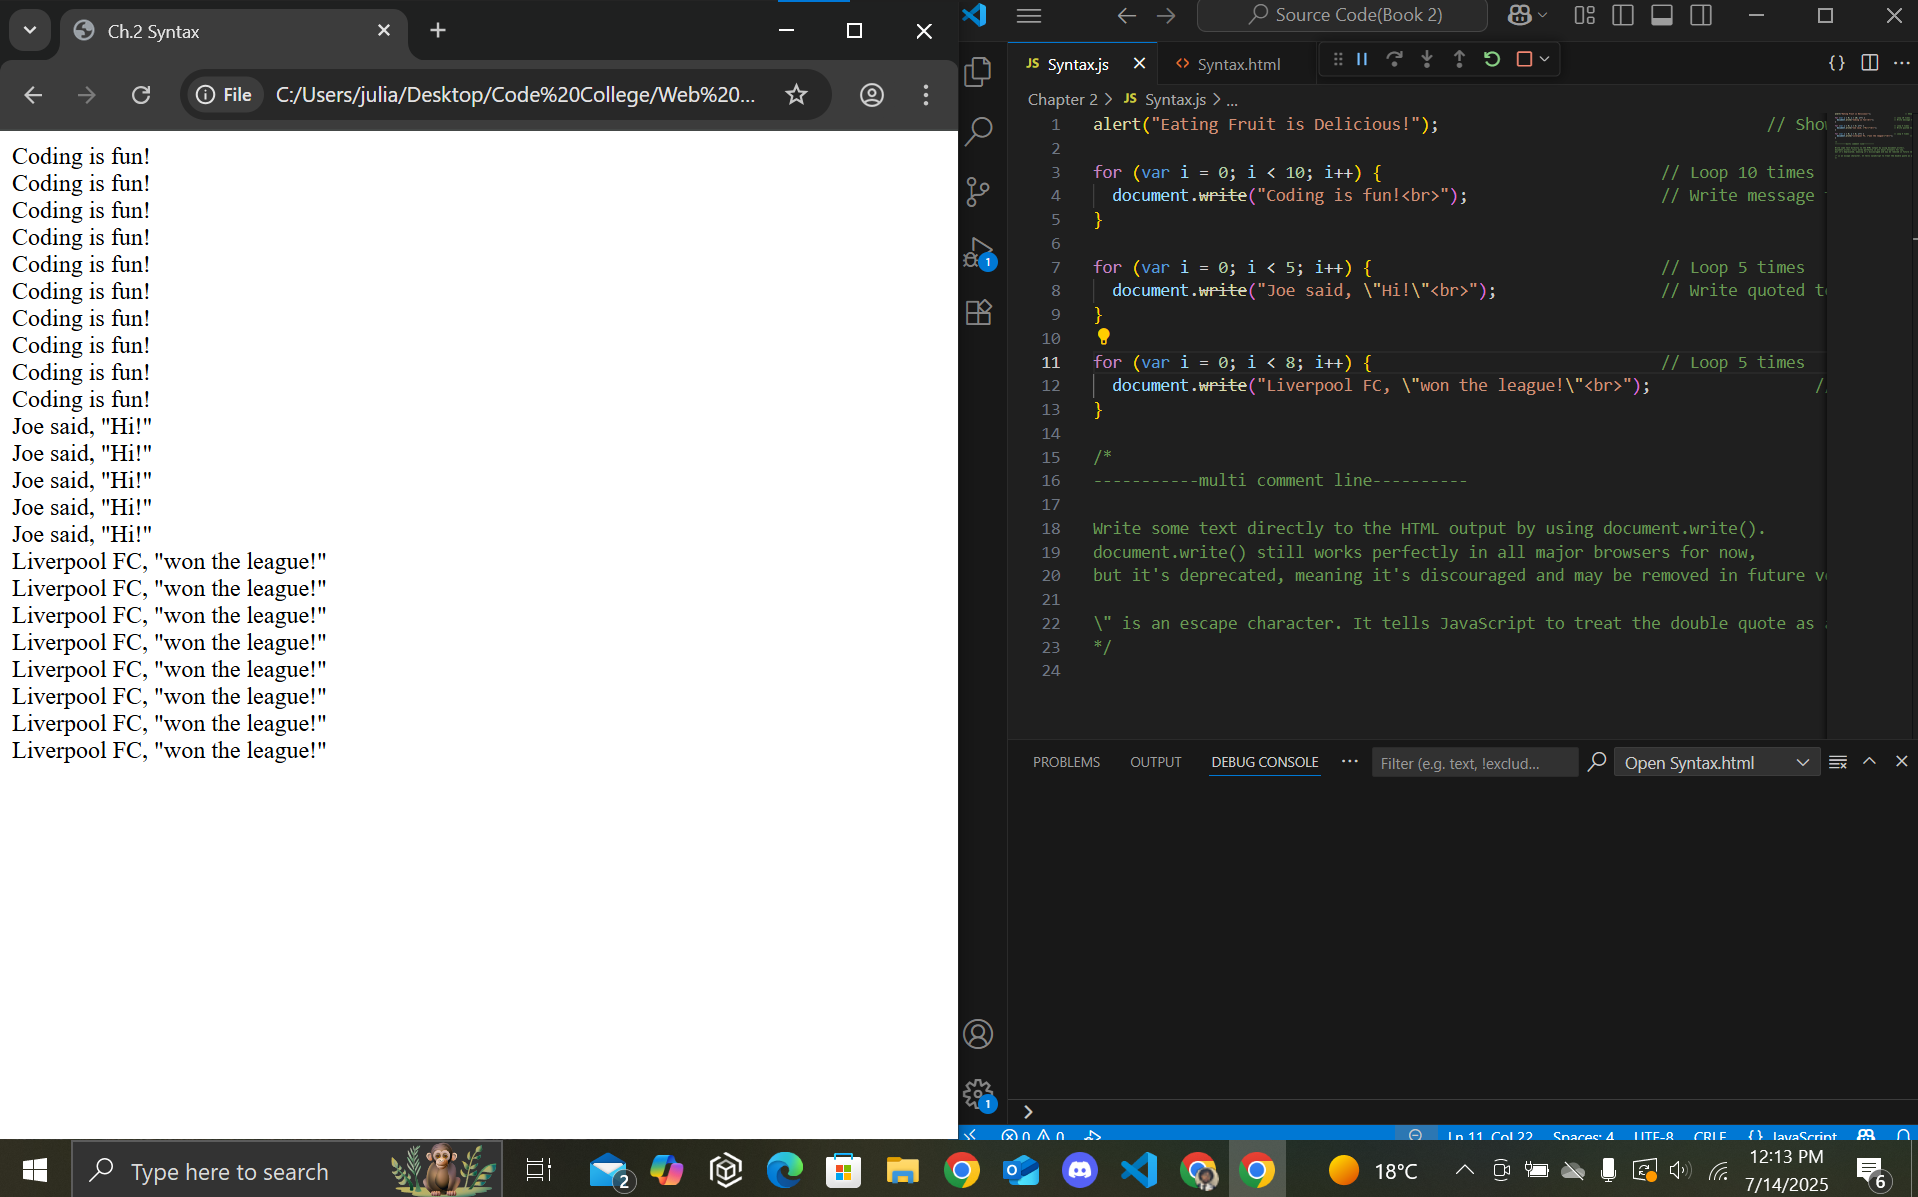 Ch.2 Syntax
File
C:/Users/julia/Desktop/Code%20College/Web%20...
Coding is fun!
Coding is fun!
Coding is fun!
Coding is fun!
Coding is fun!
Coding is fun!
Coding is fun!
Coding is fun!
Coding is fun!
Coding is fun!
Joe said, "Hi!"
Joe said, "Hi!"
Joe said, "Hi!"
Joe said, "Hi!"
Joe said, "Hi!"
Liverpool FC, "won the league!"
Liverpool FC, "won the league!"
Liverpool FC, "won the league!"
Liverpool FC, "won the league!"
Liverpool FC, "won the league!"
Liverpool FC, "won the league!"
Liverpool FC, "won the league!"
Liverpool FC, "won the league!"
Source Code(Book 2)
JS Syntax.js
<> Syntax.html
Chapter 2 > JS Syntax.js > ...
1 alert("Eating Fruit is Delicious!"); // Show
2
3 for (var i = 0; i < 10; i++) { // Loop 10 times
4 document.write("Coding is fun!<br>"); // Write message
5 }
6
7 for (var i = 0; i < 5; i++) { // Loop 5 times
8 document.write("Joe said, \"Hi!\"<br>"); // Write quoted
9 }
10
11 for (var i = 0; i < 8; i++) { // Loop 5 times
12 document.write("Liverpool FC, \"won the league!\"<br>"); //
13 }
14
15 /*
16 -----------multi comment line----------
17
18 Write some text directly to the HTML output by using document.write().
19 document.write() still works perfectly in all major browsers for now,
20 but it's deprecated, meaning it's discouraged and may be removed in future
21
22 \" is an escape character. It tells JavaScript to treat the double quote as
23 */
24
1
PROBLEMS
OUTPUT
DEBUG CONSOLE
Filter (e.g. text, !exclud...
Open Syntax.html
1
0 0
Ln 11, Col 22
Spaces: 4
UTF-8
CRLF
{} JavaScript
Type here to search
2
18°C
12:13 PM
7/14/2025
6